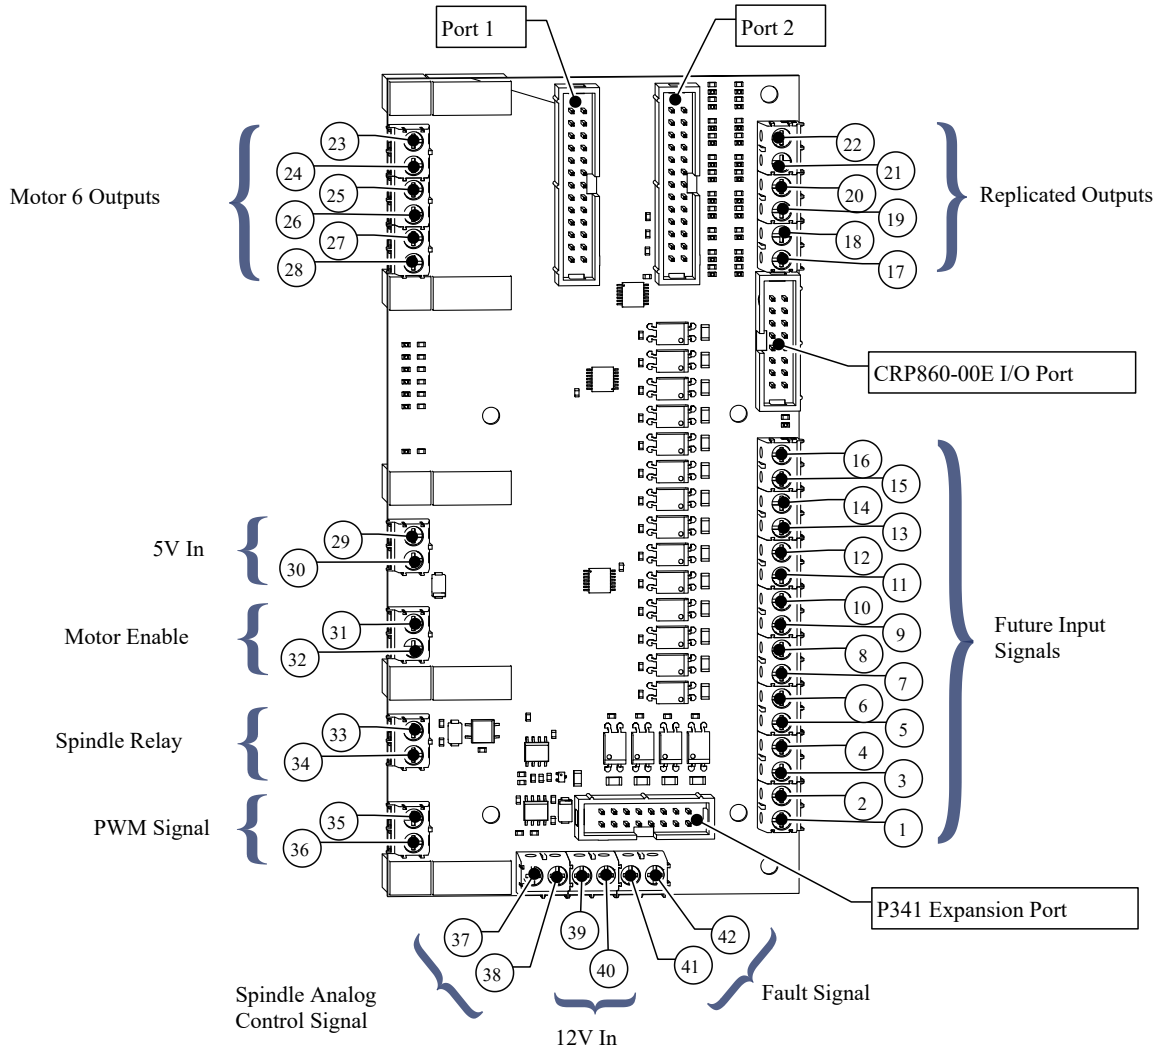 Port 1
Port 2
Motor 6 Outputs
23
24
25
26
27
28
22
21
20
19
18
17
Replicated Outputs
CRP860-00E I/O Port
16
15
14
13
12
11
10
9
8
7
6
5
4
3
2
1
Future Input
Signals
5V In
29
30
Motor Enable
31
32
Spindle Relay
33
34
PWM Signal
35
36
P341 Expansion Port
37
38
39
40
41
42
Spindle Analog
Control Signal
12V In
Fault Signal